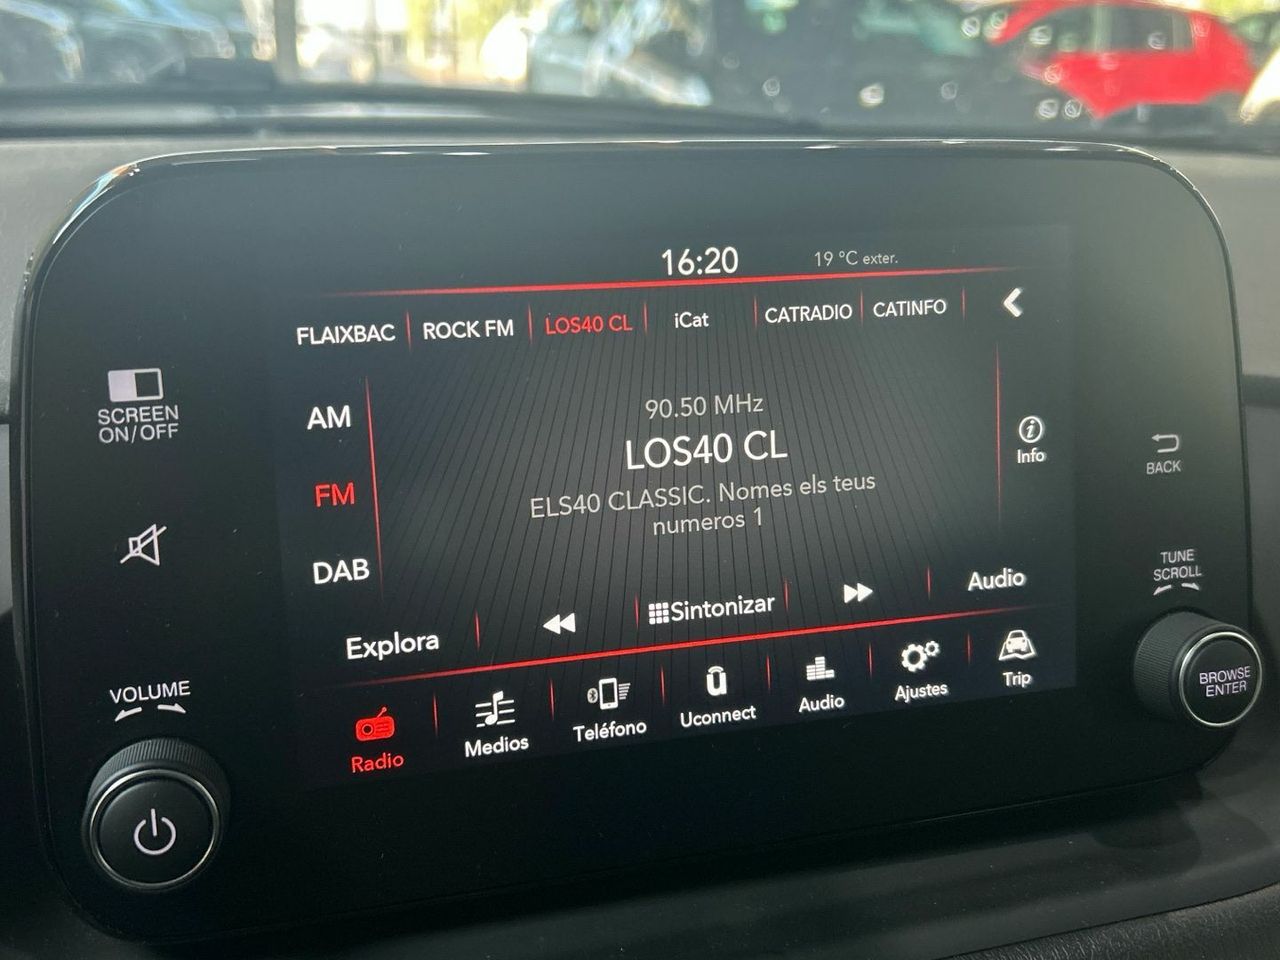 16:20
19 °C exter.
FLAIXBAC
ROCK FM
LOS40 CL
iCat
CATRADIO
CATINFO
SCREEN
ON/OFF
AM
FM
DAB
90.50 MHz
LOS40 CL
ELS40 CLASSIC. Nomes els teus
numeros 1
Info
BACK
TUNE
SCROLL
Explora
Sintonizar
Audio
VOLUME
Radio
Medios
Teléfono
Uconnect
Audio
Ajustes
Trip
BROWSE
ENTER